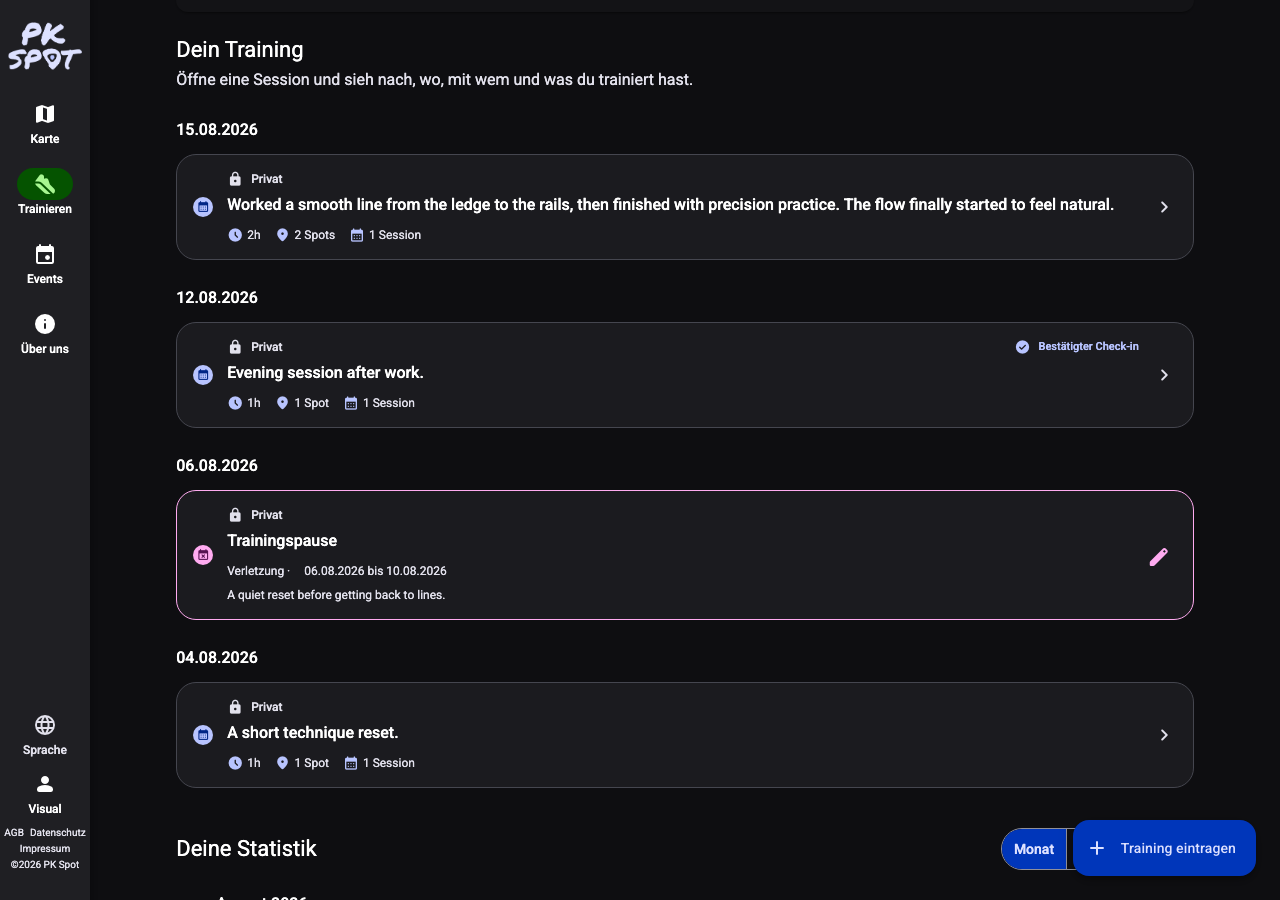 PK
SPOT
Karte
Trainieren
Events
Über uns
Sprache
Visual
AGB Datenschutz
Impressum
©2026 PK Spot
Dein Training
Öffne eine Session und sieh nach, wo, mit wem und was du trainiert hast.
15.08.2026
Privat
Worked a smooth line from the ledge to the rails, then finished with precision practice. The flow finally started to feel natural.
2h 2 Spots 1 Session
12.08.2026
Privat
Bestätigter Check-in
Evening session after work.
1h 1 Spot 1 Session
06.08.2026
Privat
Trainingspause
Verletzung · 06.08.2026 bis 10.08.2026
A quiet reset before getting back to lines.
04.08.2026
Privat
A short technique reset.
1h 1 Spot 1 Session
Deine Statistik
Monat
Training eintragen